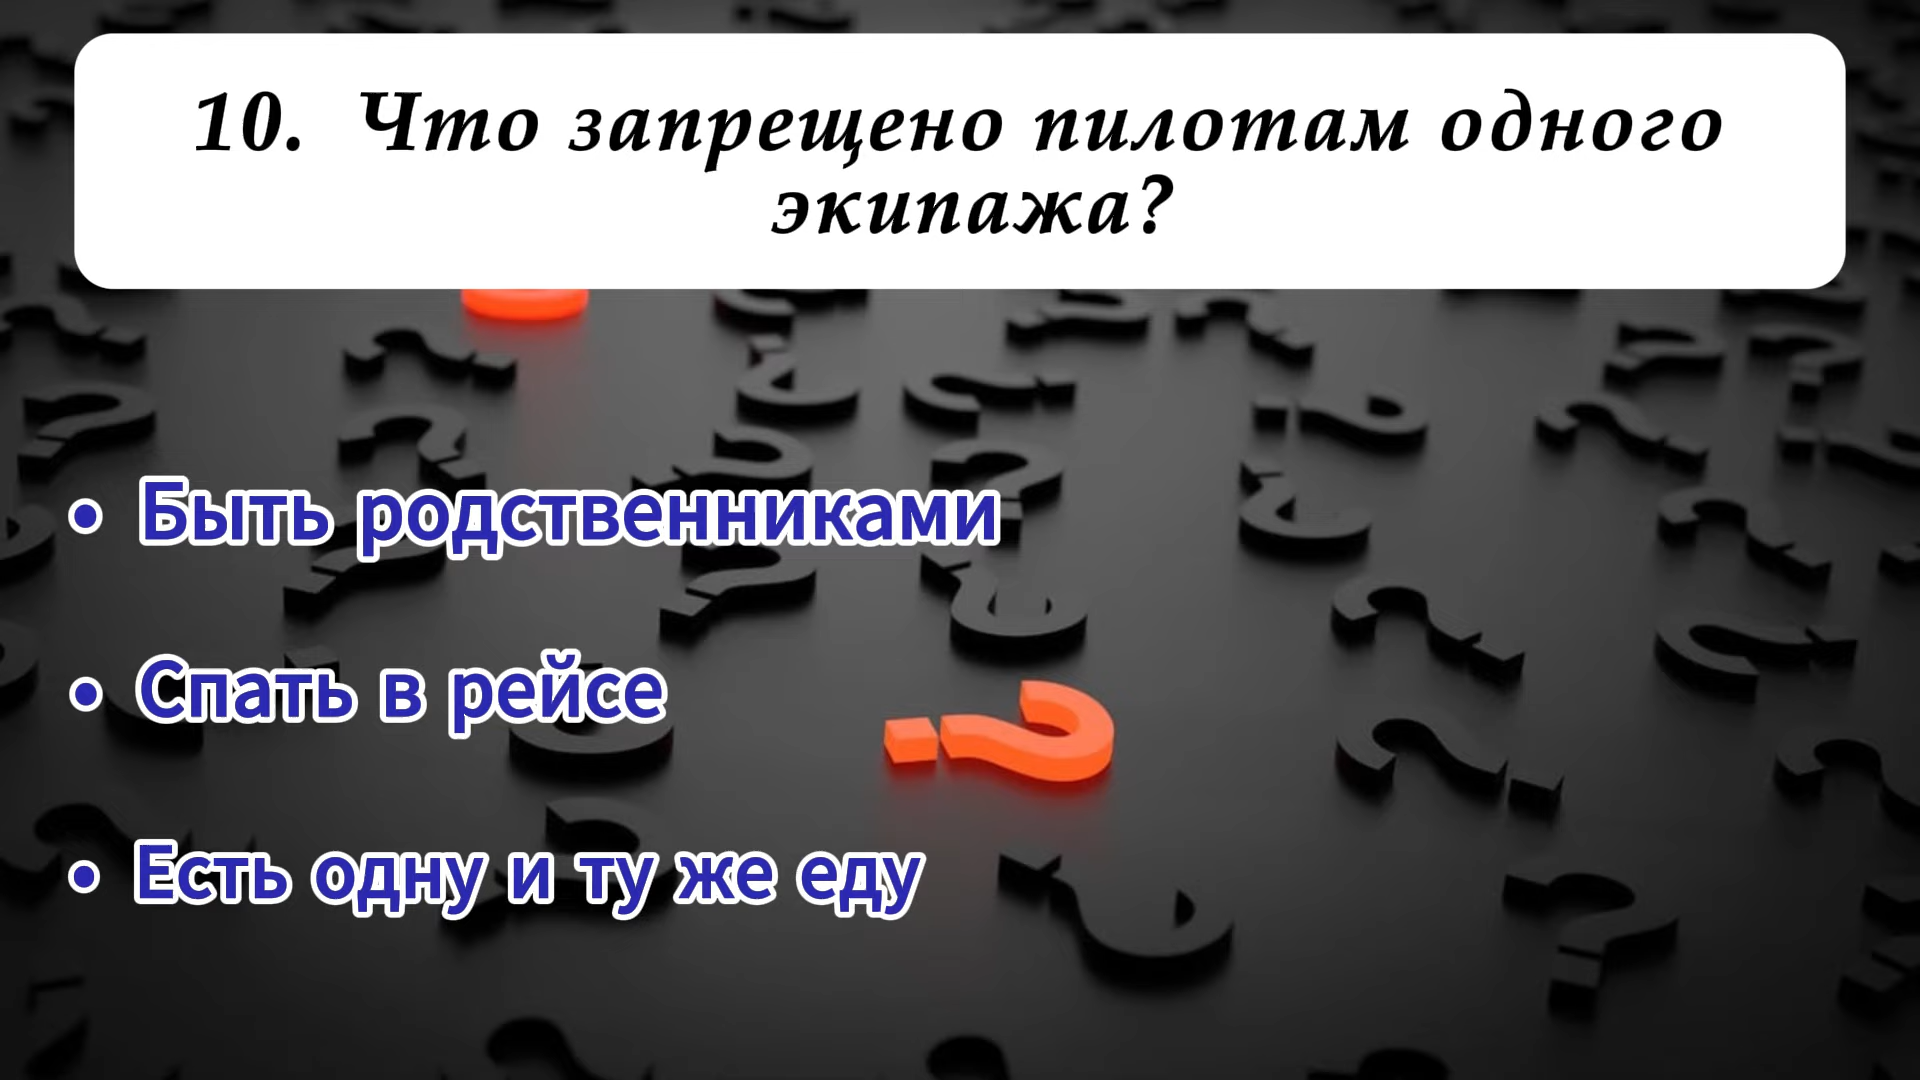 10. Что запрещено пилотам одного
экипажа?
• Быть родственниками
• Спать в рейсе
• Есть одну и ту же еду